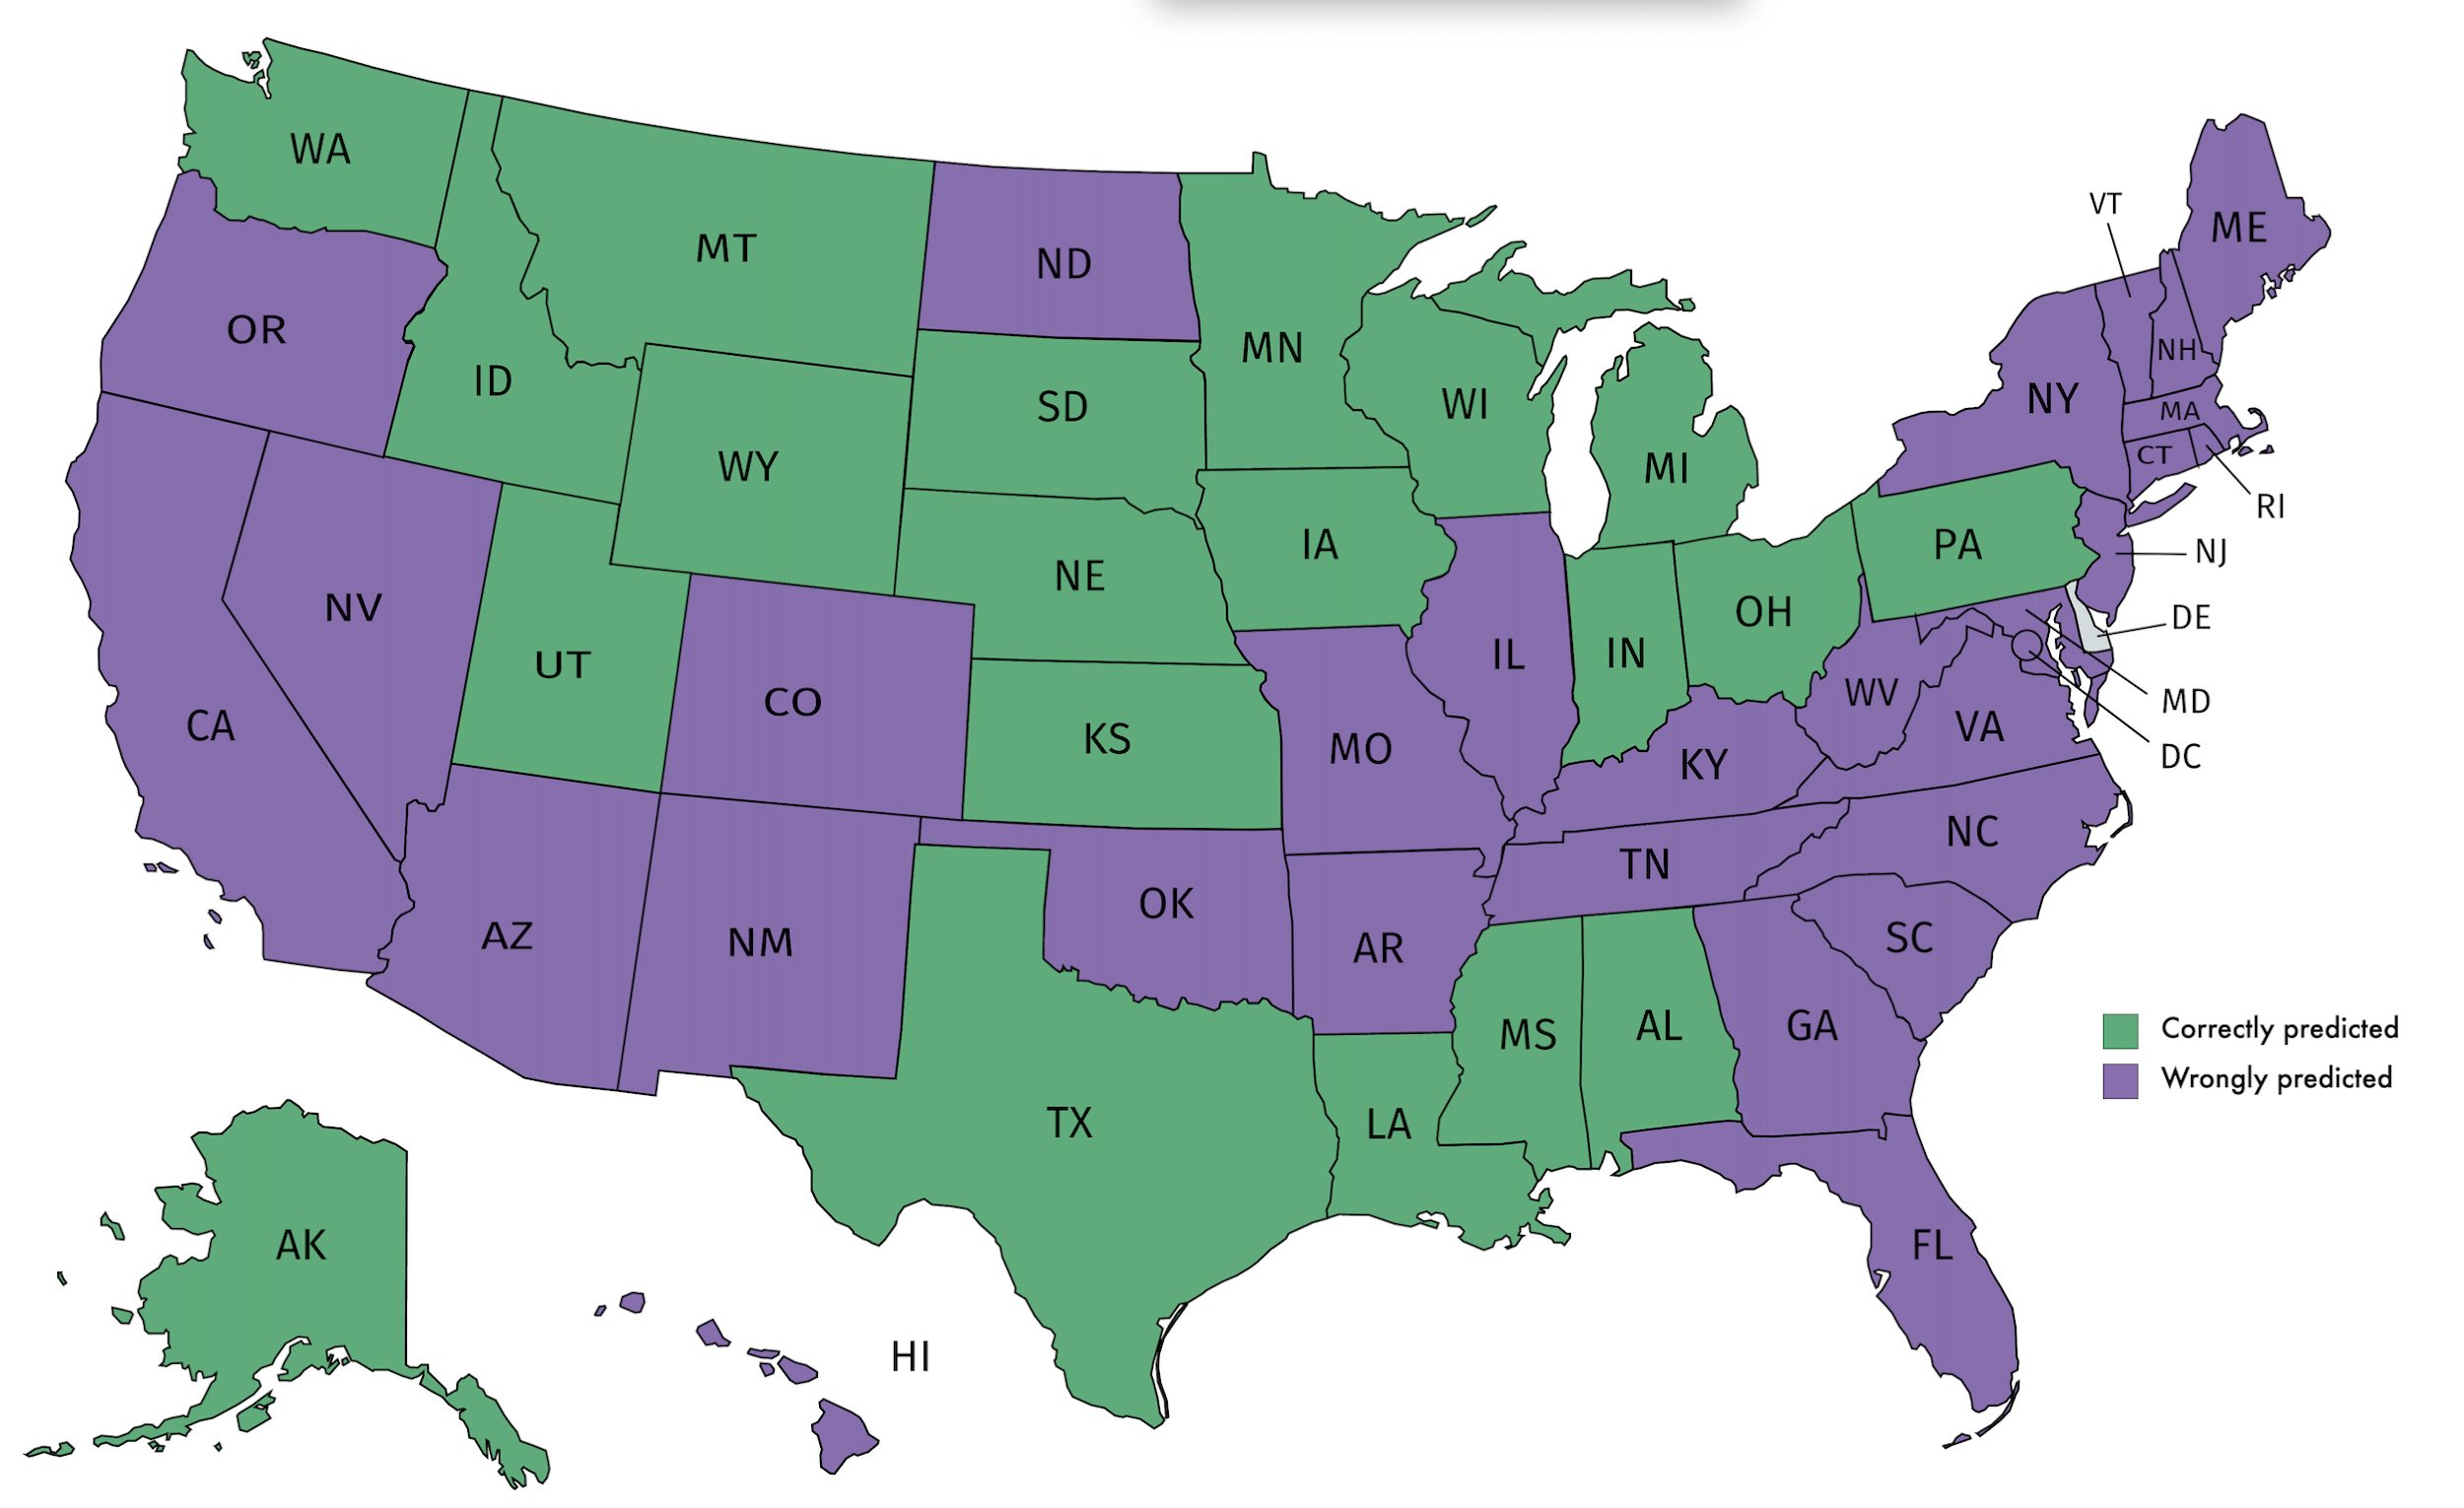 WA
MT
ND
MN
VT
ME
OR
ID
SD
WI
NH
NY
MA
WY
MI
CT
RI
IA
PA
NJ
NE
NV
OH
DE
UT
IL
IN
CO
WV
MD
CA
KS
MO
VA
DC
KY
NC
TN
OK
AZ
NM
AR
SC
MS
AL
GA
Correctly predicted
Wrongly predicted
TX
LA
AK
FL
HI